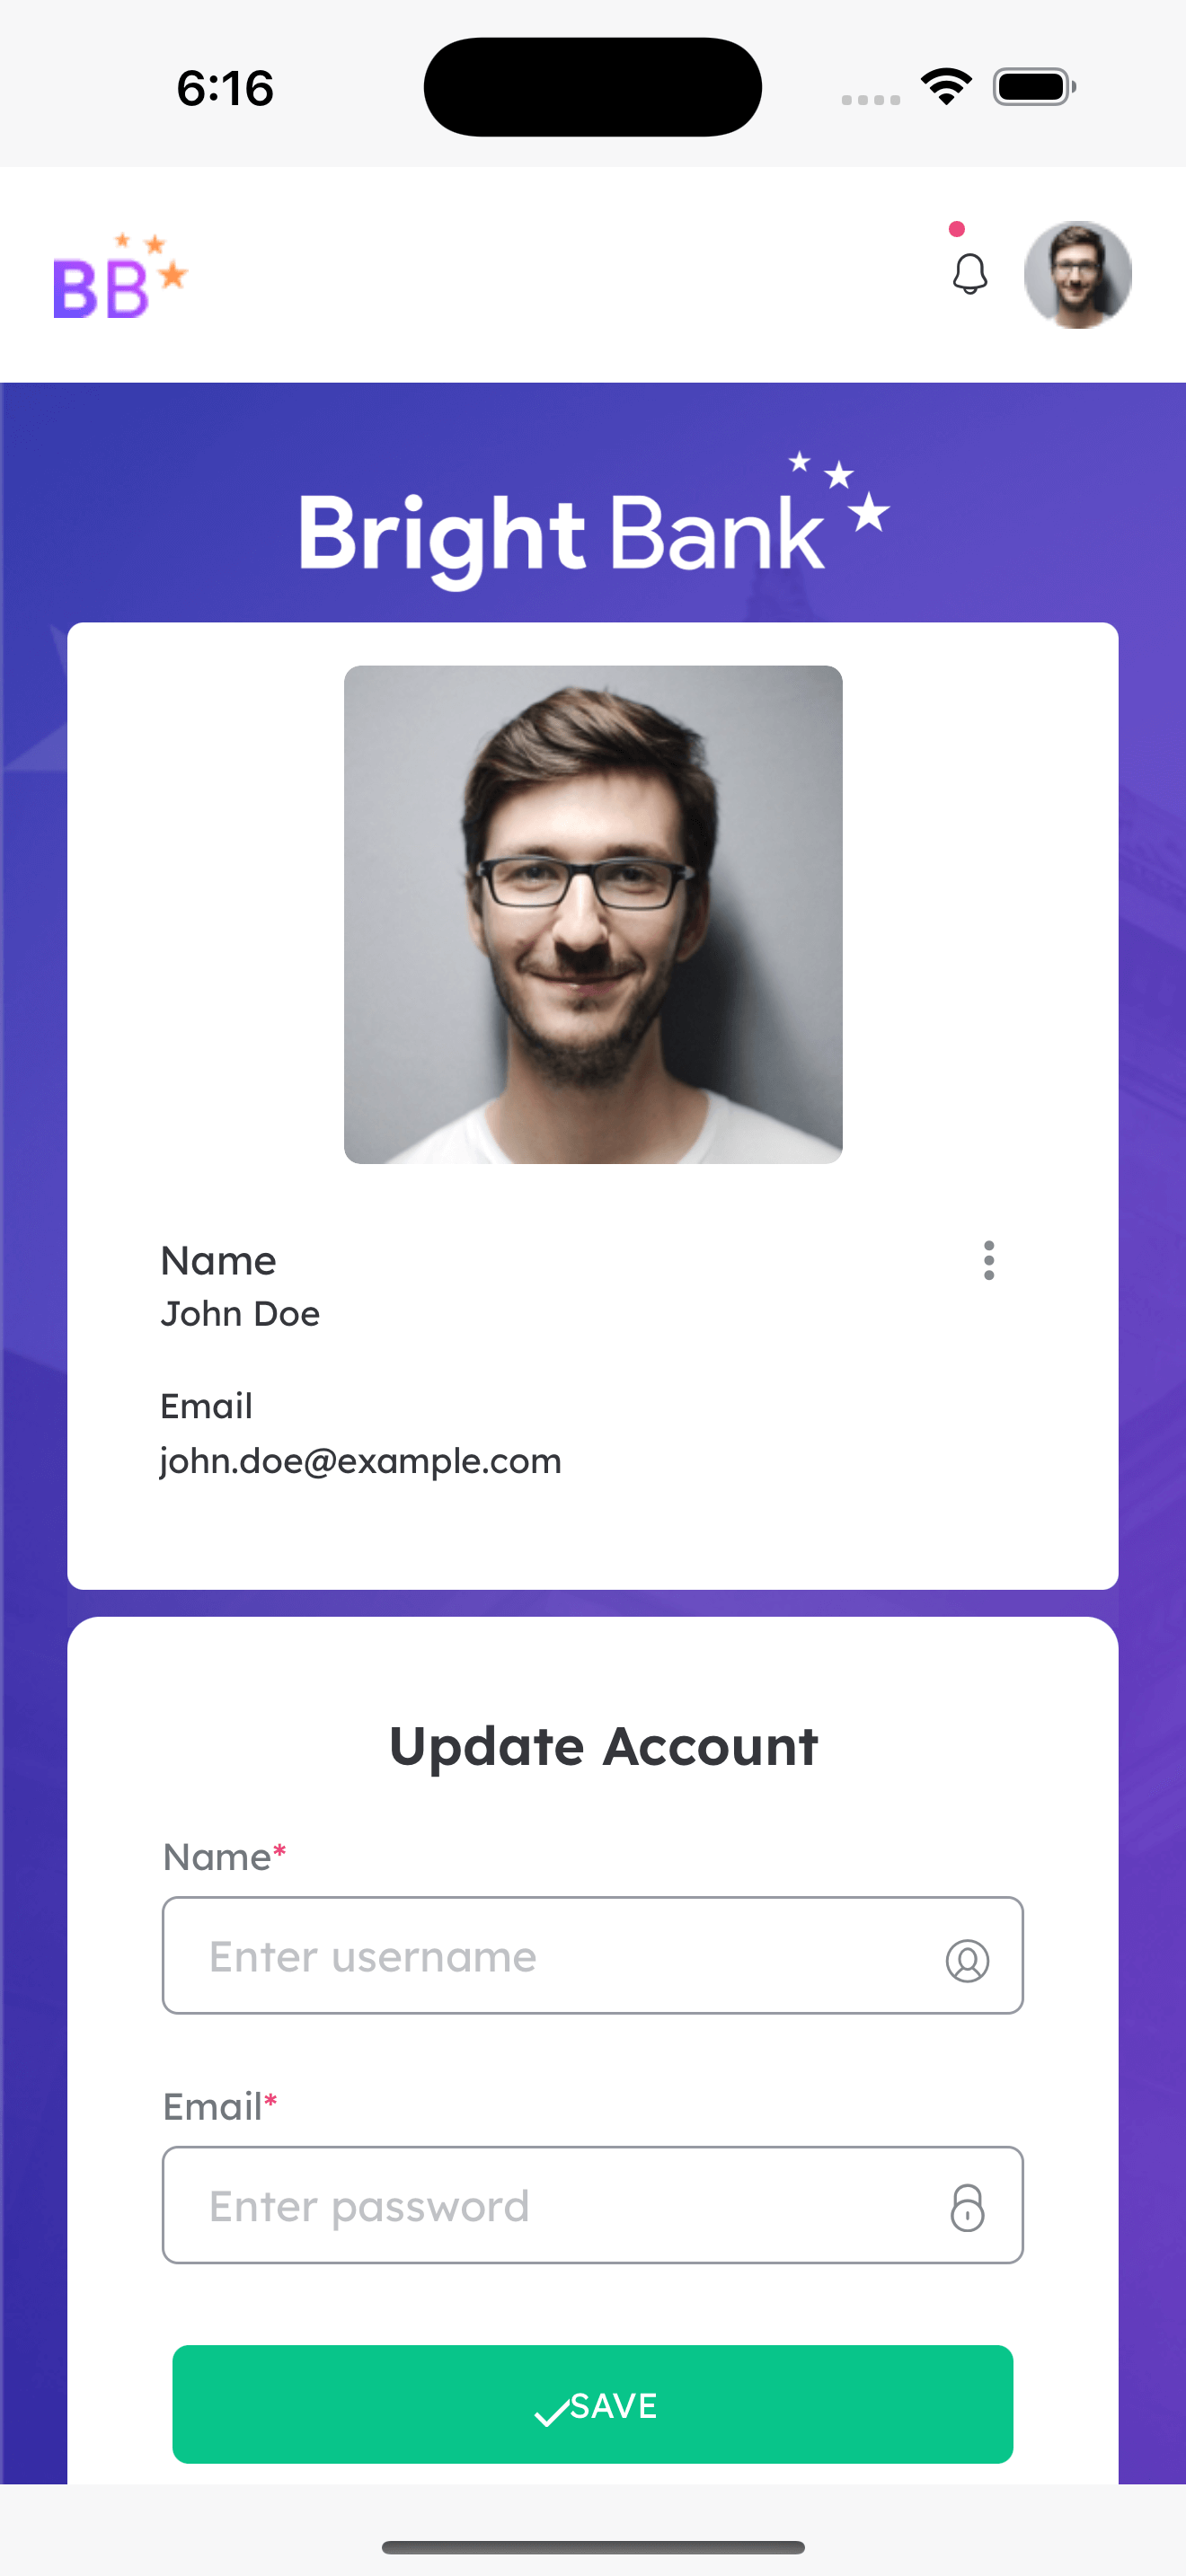 6:16
BB
Bright Bank
Name
John Doe
Email
john.doe@example.com
Update Account
Name*
Enter username
Email*
Enter password
SAVE